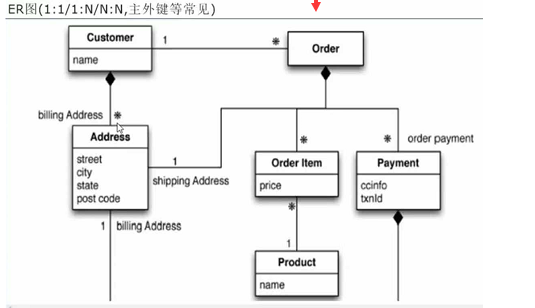 ER图(1:1/1:N/N:N,主外键等常见)
Customer
name
1
*
Order
billing Address
*
Address
street
city
state
post code
1
shipping Address
*
Order Item
price
*
order payment
Payment
ccinfo
txnId
1
billing Address
*
1
Product
name